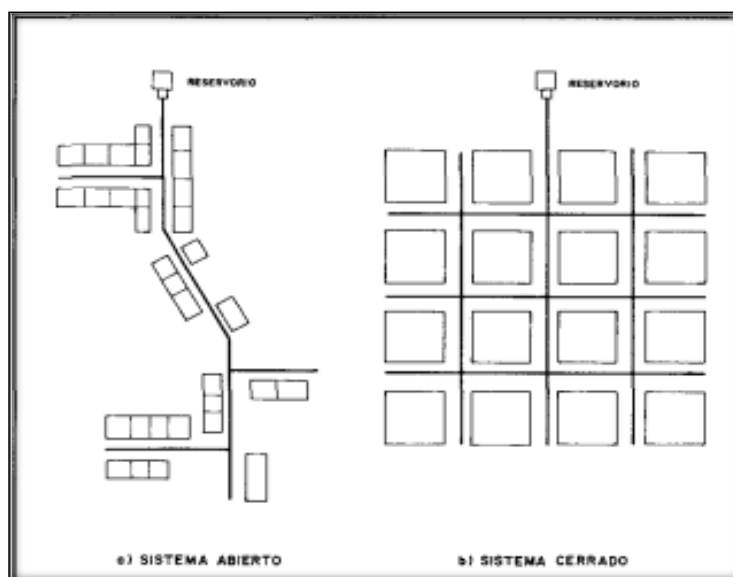 RESERVORIO
RESERVORIO
a) SISTEMA ABIERTO
b) SISTEMA CERRADO